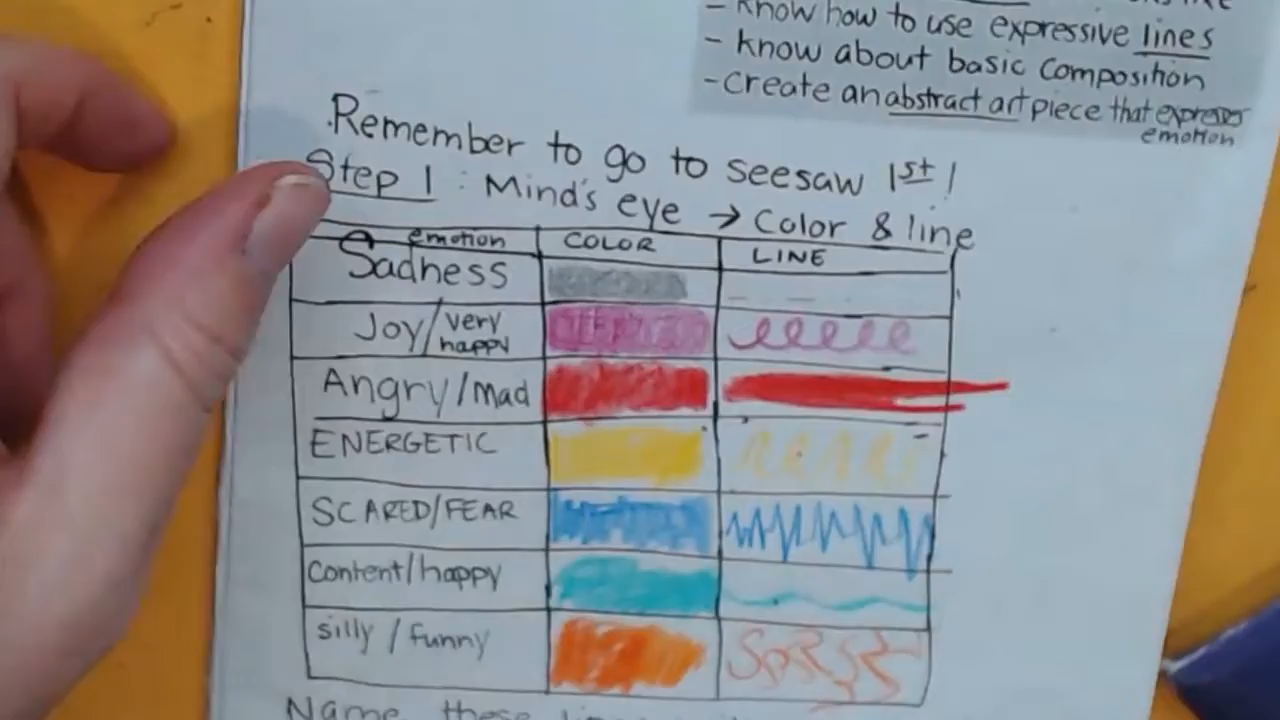 - Know how to use expressive lines
- know about basic composition
- create an abstract art piece that expresses
emotion
Remember to go to seesaw 1st!
Step 1: Mind's eye → Color & line
emotion COLOR LINE
Sadness
Joy/very happy
Angry/Mad
ENERGETIC
SCARED/FEAR
Content/happy
silly/funny
Name these